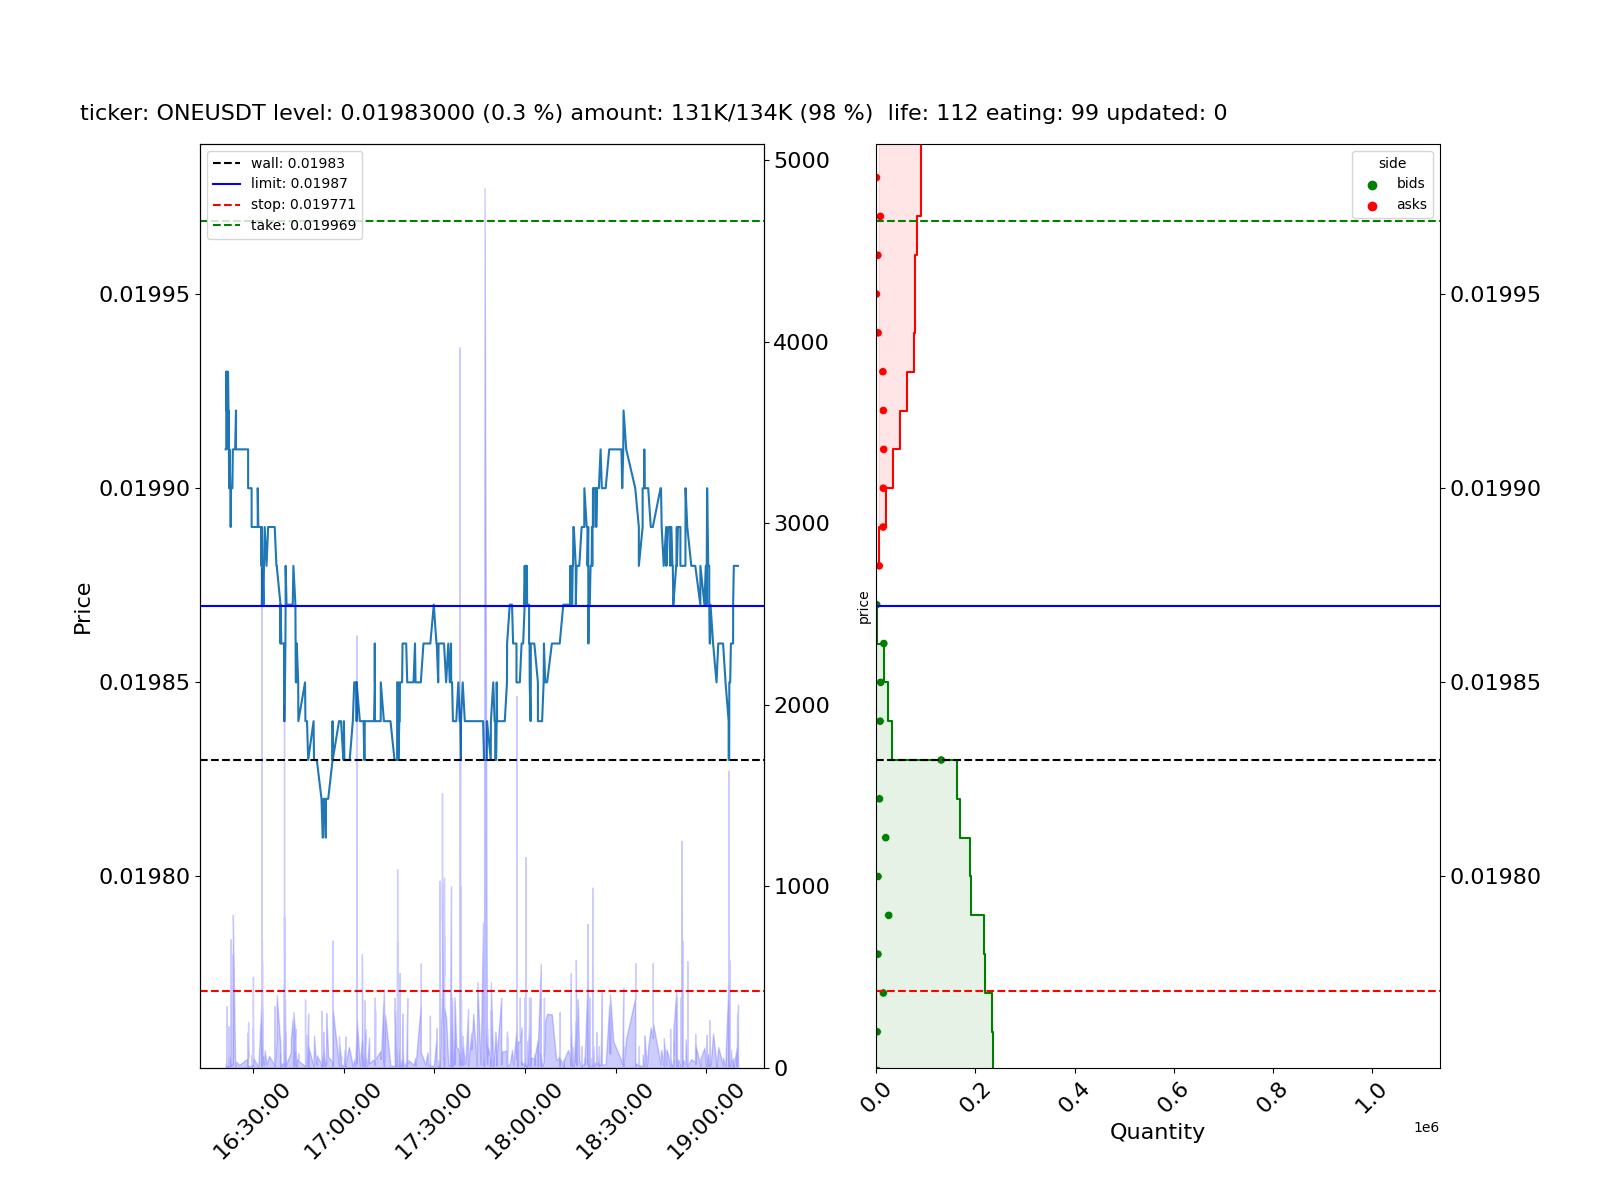 ticker: ONEUSDT level: 0.01983000 (0.3 %) amount: 131K/134K (98 %)  life: 112 eating: 99 updated: 0
wall: 0.01983
limit: 0.01987
stop: 0.019771
take: 0.019969
Price
0.01995
0.01990
0.01985
0.01980
5000
4000
3000
2000
1000
0
16:30:00
17:00:00
17:30:00
18:00:00
18:30:00
19:00:00
side
bids
asks
price
0.01995
0.01990
0.01985
0.01980
0.0
0.2
0.4
0.6
0.8
1.0
1e6
Quantity